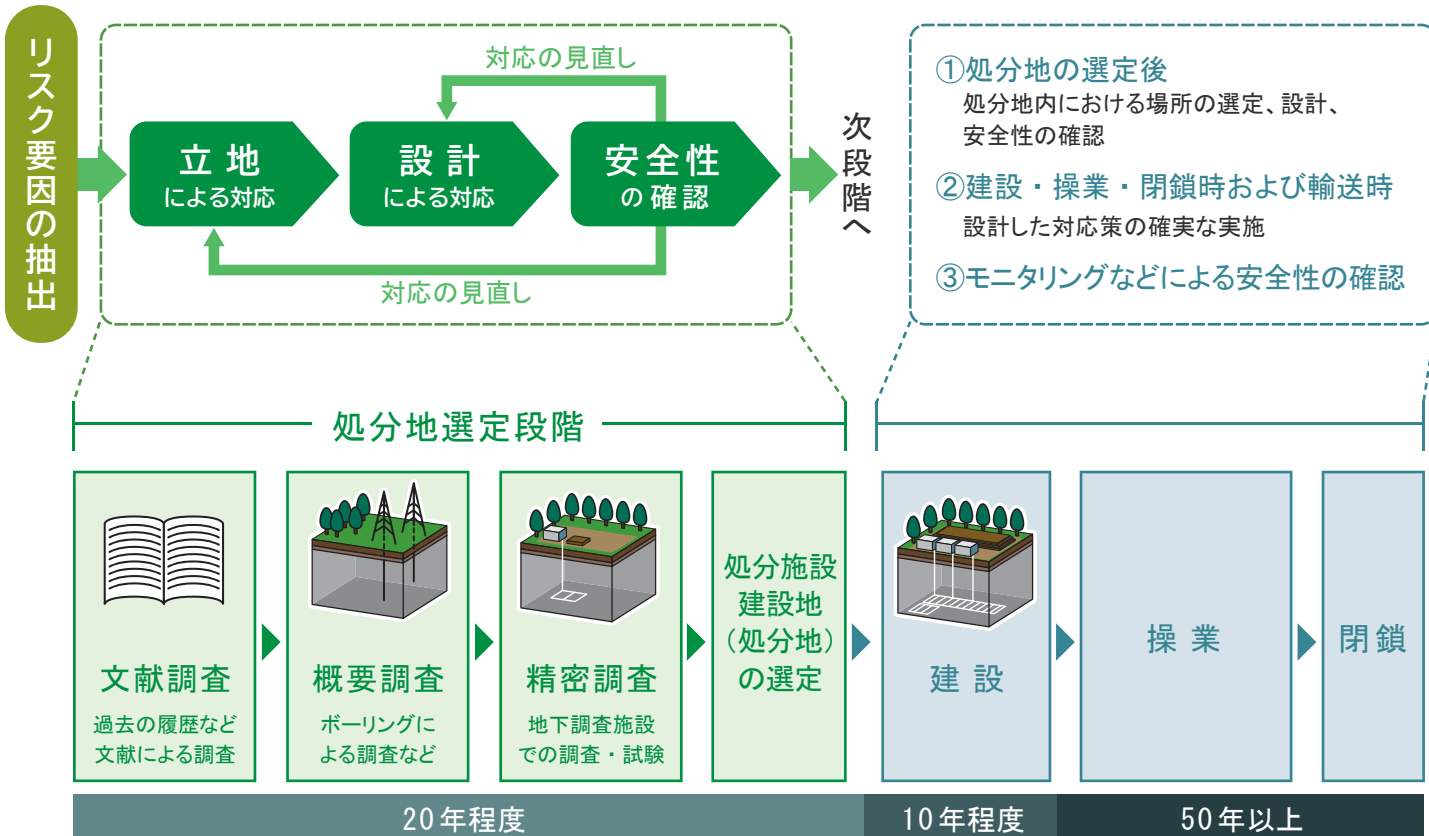 リスク要因の抽出
対応の見直し
立地
による対応
設計
による対応
安全性
の確認
対応の見直し
次段階へ
①処分地の選定後
処分地内における場所の選定、設計、
安全性の確認
②建設・操業・閉鎖時および輸送時
設計した対応策の確実な実施
③モニタリングなどによる安全性の確認
処分地選定段階
文献調査
過去の履歴など
文献による調査
概要調査
ボーリングに
よる調査など
精密調査
地下調査施設
での調査・試験
処分施設
建設地
(処分地)
の選定
建設
操業
閉鎖
20年程度
10年程度
50年以上